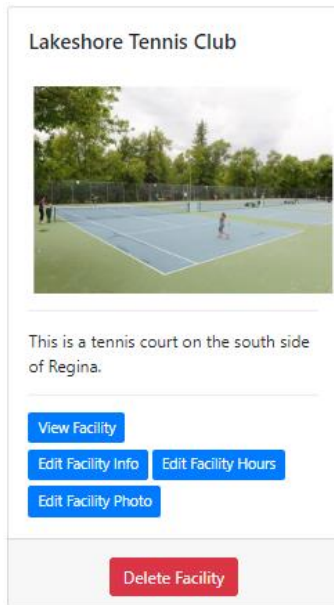 Lakeshore Tennis Club
This is a tennis court on the south side
of Regina.
View Facility
Edit Facility Info Edit Facility Hours
Edit Facility Photo
Delete Facility